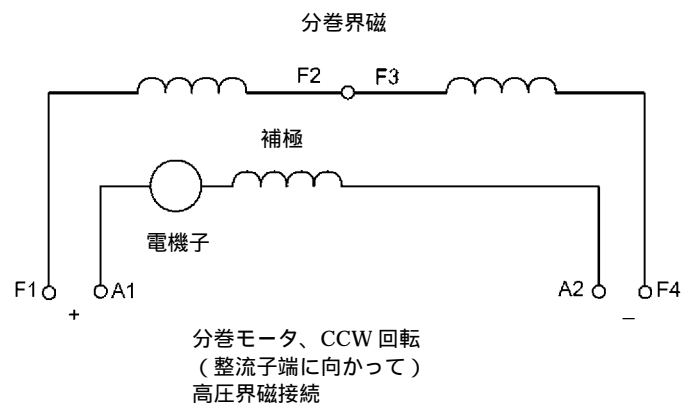 分巻界磁
F2 F3
補極
電機子
F1 A1 A2 F4
+ −
分巻モータ、CCW 回転
(整流子端に向かって)
高圧界磁接続